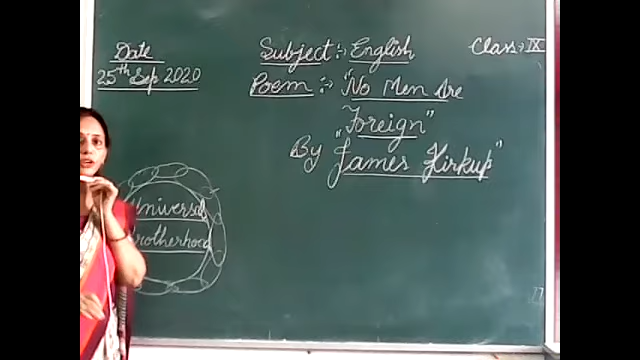 Date
25th Sep 2020
Subject :- English
Class :- IX
Poem :- "No Men Are
Foreign"
By "James Kirkup"
Universal
Brotherhood